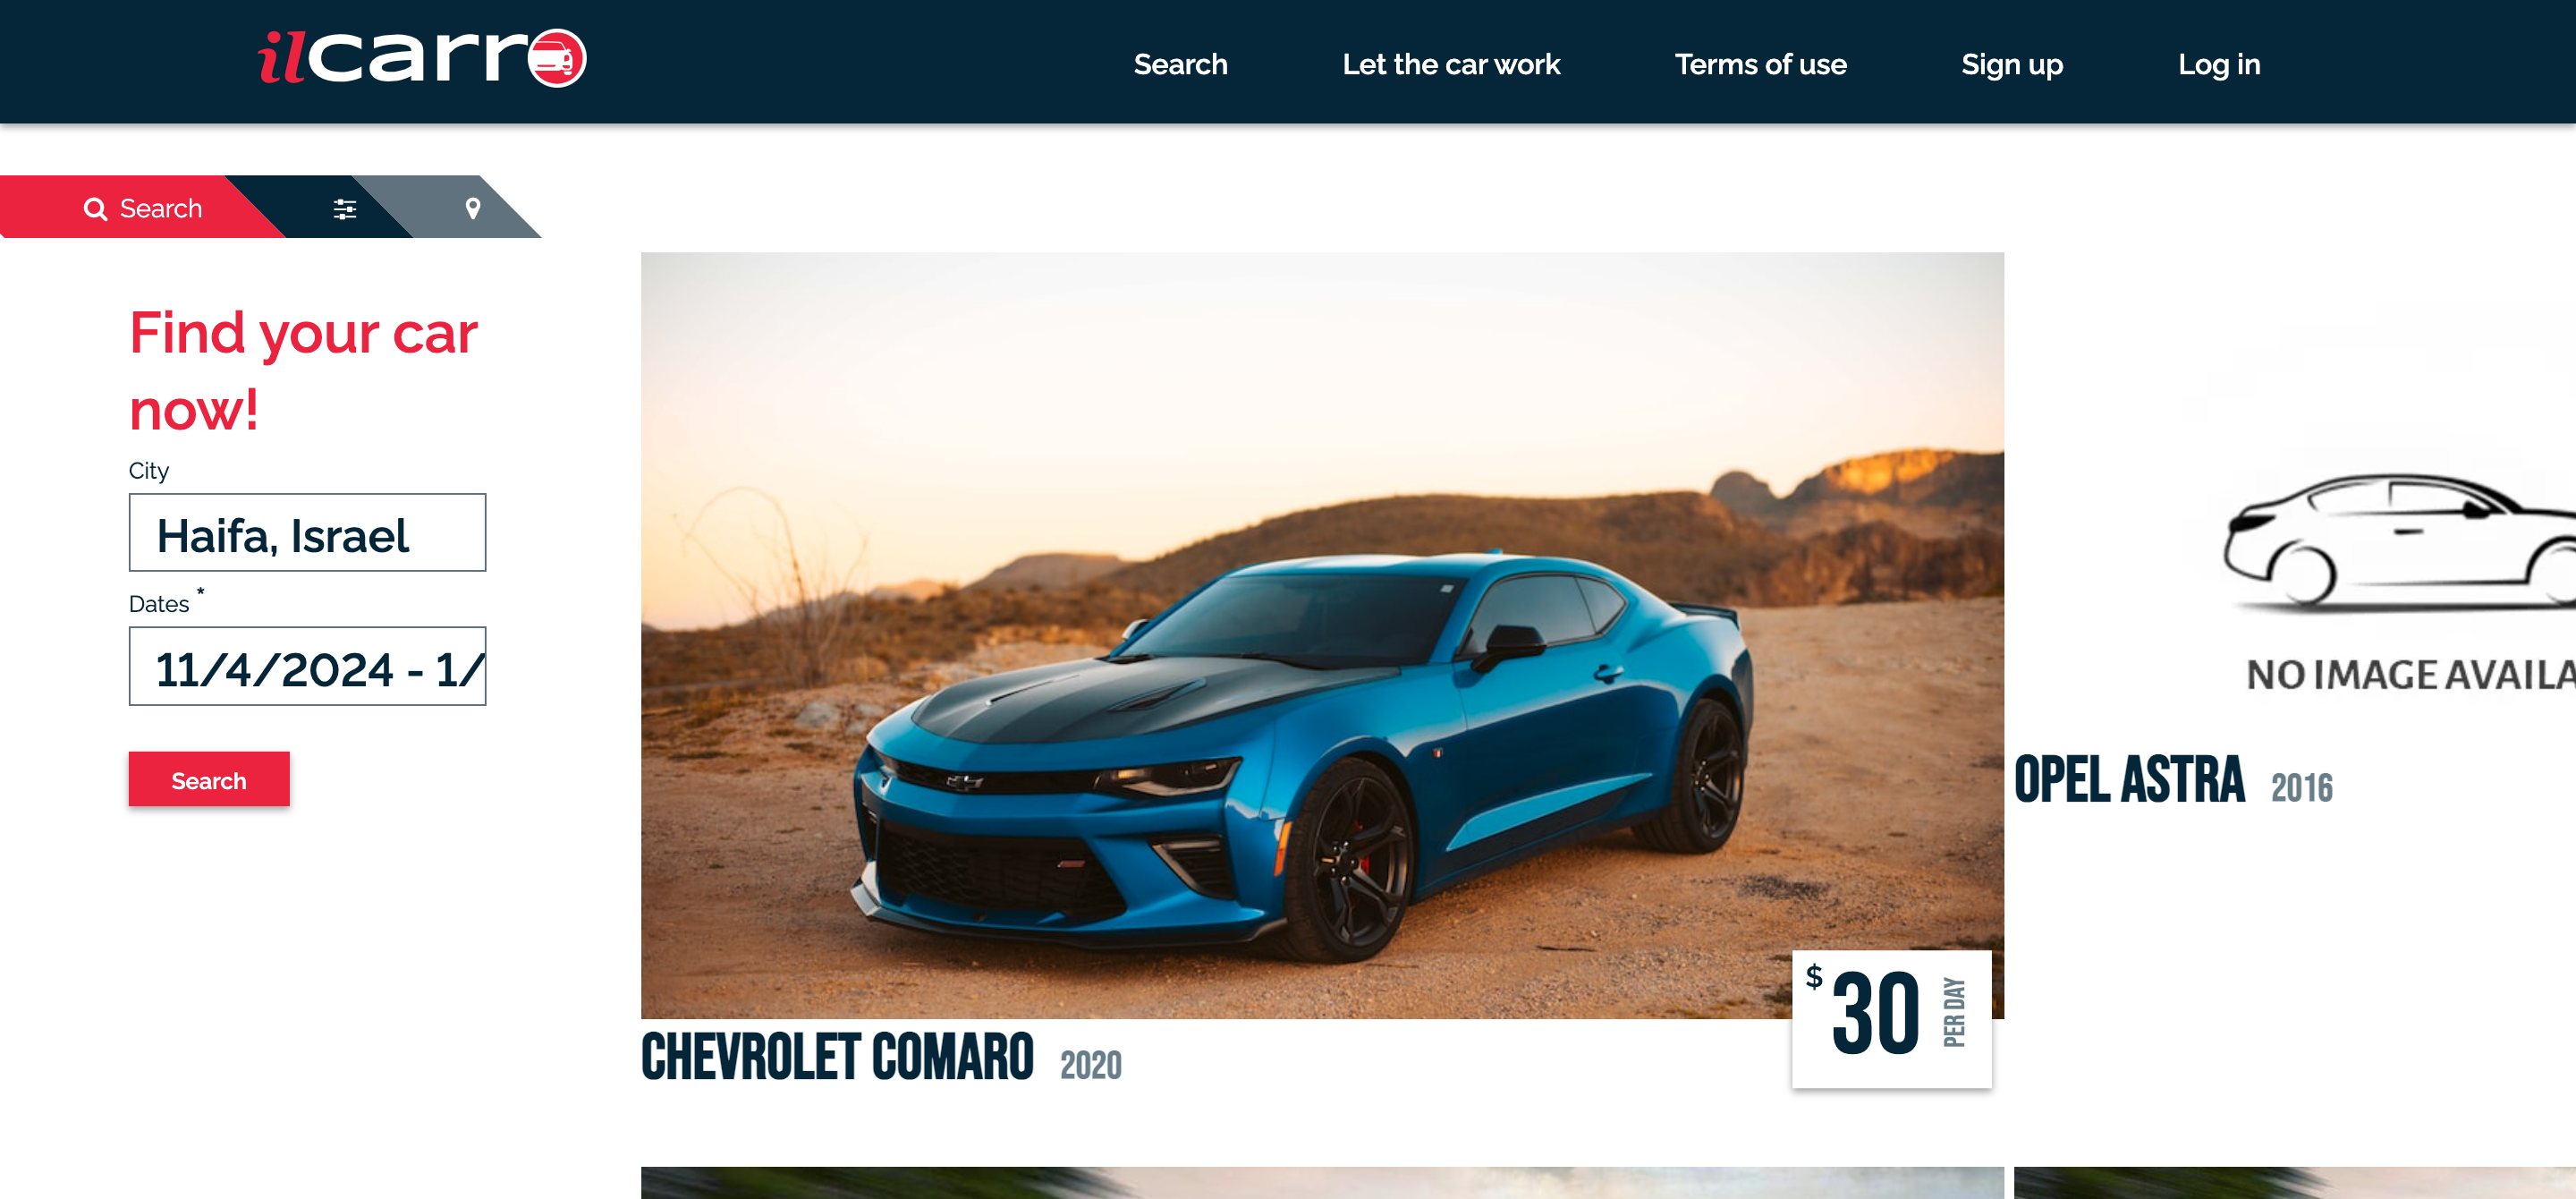 ilcarro
Search
Let the car work
Terms of use
Sign up
Log in
Search
Find your car
now!
City
Haifa, Israel
Dates *
11/4/2024 - 1/
Search
$ 30 PER DAY
CHEVROLET COMARO 2020
NO IMAGE AVAILA
OPEL ASTRA 2016